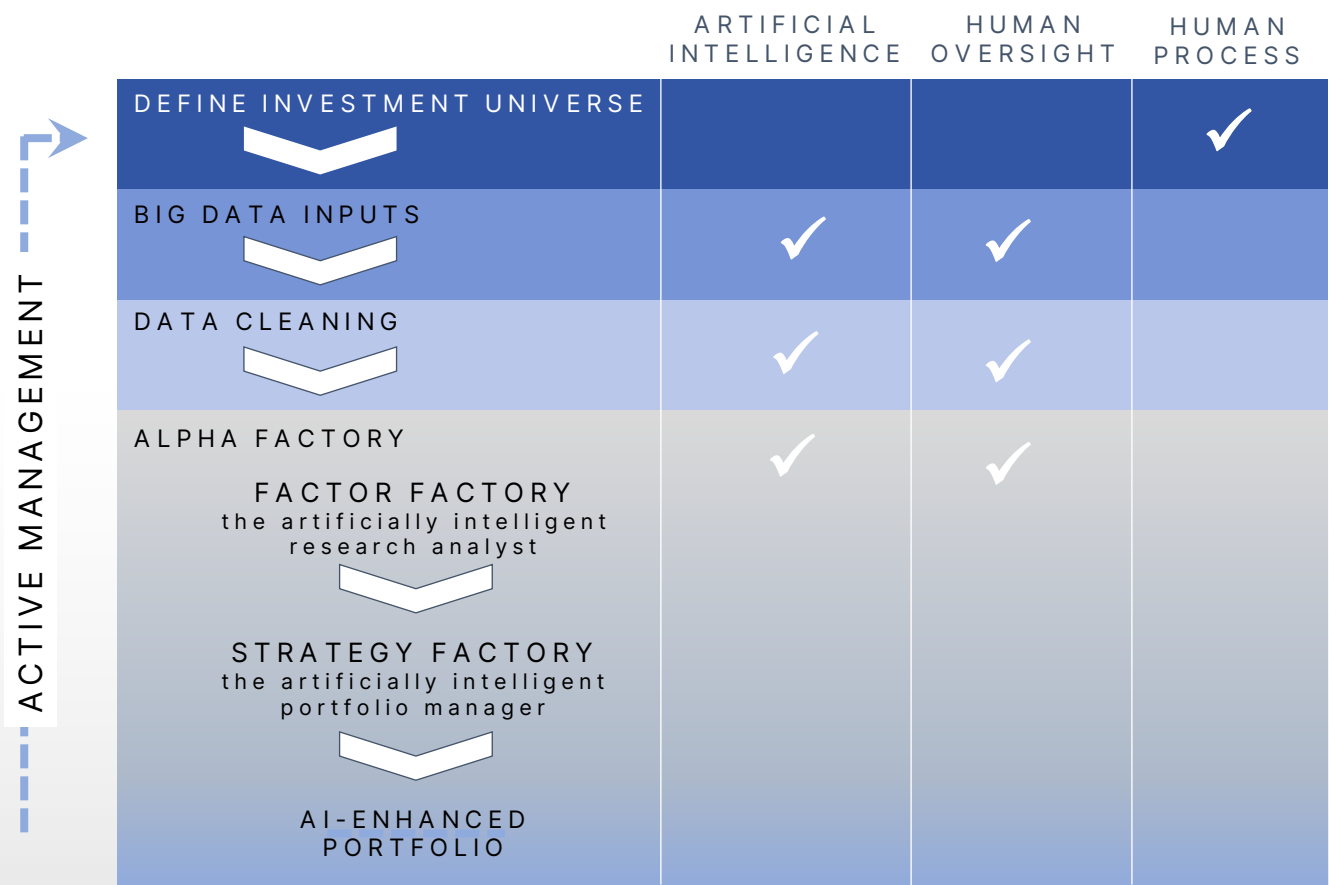 ARTIFICIAL
INTELLIGENCE
HUMAN
OVERSIGHT
HUMAN
PROCESS
DEFINE INVESTMENT UNIVERSE
BIG DATA INPUTS
DATA CLEANING
ALPHA FACTORY
FACTOR FACTORY
the artificially intelligent
research analyst
STRATEGY FACTORY
the artificially intelligent
portfolio manager
AI-ENHANCED
PORTFOLIO
ACTIVE MANAGEMENT